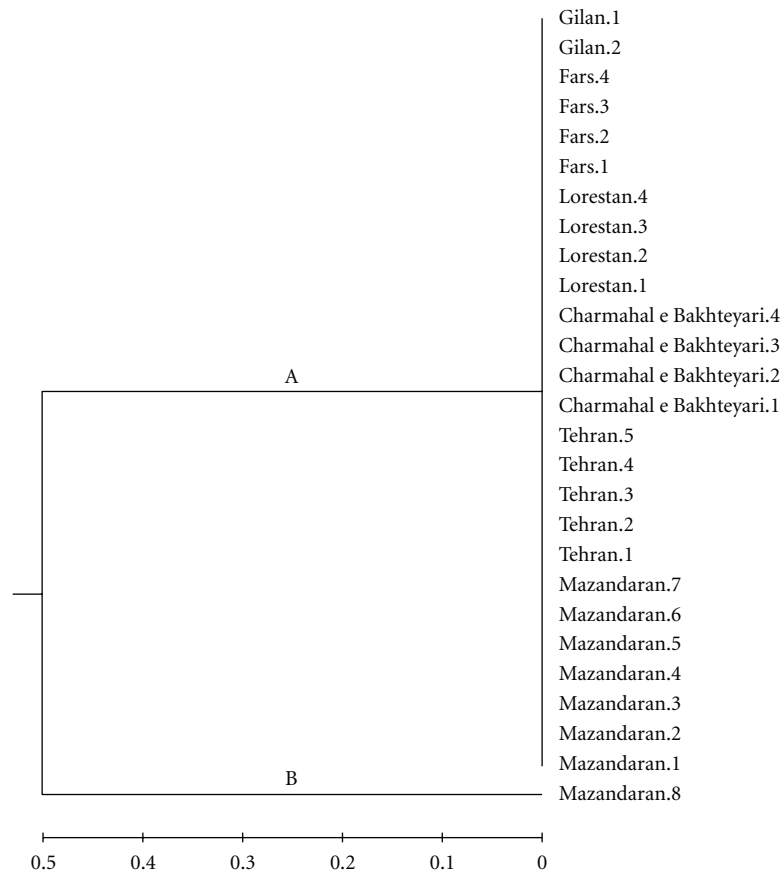 Gilan.1
Gilan.2
Fars.4
Fars.3
Fars.2
Fars.1
Lorestan.4
Lorestan.3
Lorestan.2
Lorestan.1
Charmahal e Bakhteyari.4
Charmahal e Bakhteyari.3
A
Charmahal e Bakhteyari.2
Charmahal e Bakhteyari.1
Tehran.5
Tehran.4
Tehran.3
Tehran.2
Tehran.1
Mazandaran.7
Mazandaran.6
Mazandaran.5
Mazandaran.4
Mazandaran.3
Mazandaran.2
Mazandaran.1
B
Mazandaran.8
0.5 0.4 0.3 0.2 0.1 0